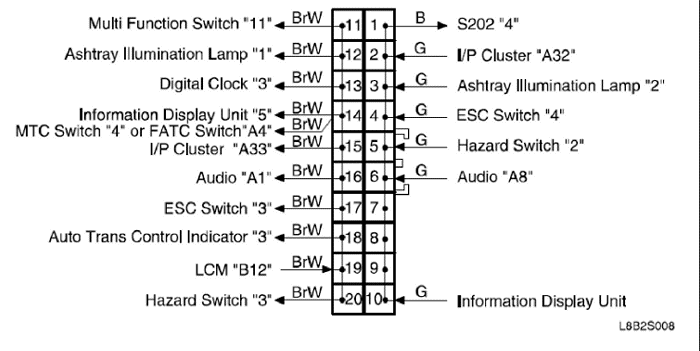 Multi Function Switch "11" BrW 11 1 B S202 "4"
Ashtray Illumination Lamp "1" BrW 12 2 G I/P Cluster "A32"
Digital Clock "3" BrW 13 3 G Ashtray Illumination Lamp "2"
Information Display Unit "5" BrW 14 4 G ESC Switch "4"
MTC Switch "4" or FATC Switch"A4" BrW
I/P Cluster "A33" BrW 15 5 G Hazard Switch "2"
Audio "A1" BrW 16 6 G Audio "A8"
ESC Switch "3" BrW 17 7
Auto Trans Control Indicator "3" BrW 18 8
LCM "B12" BrW 19 9
Hazard Switch "3" BrW 20 10 G Information Display Unit
L8B2S008